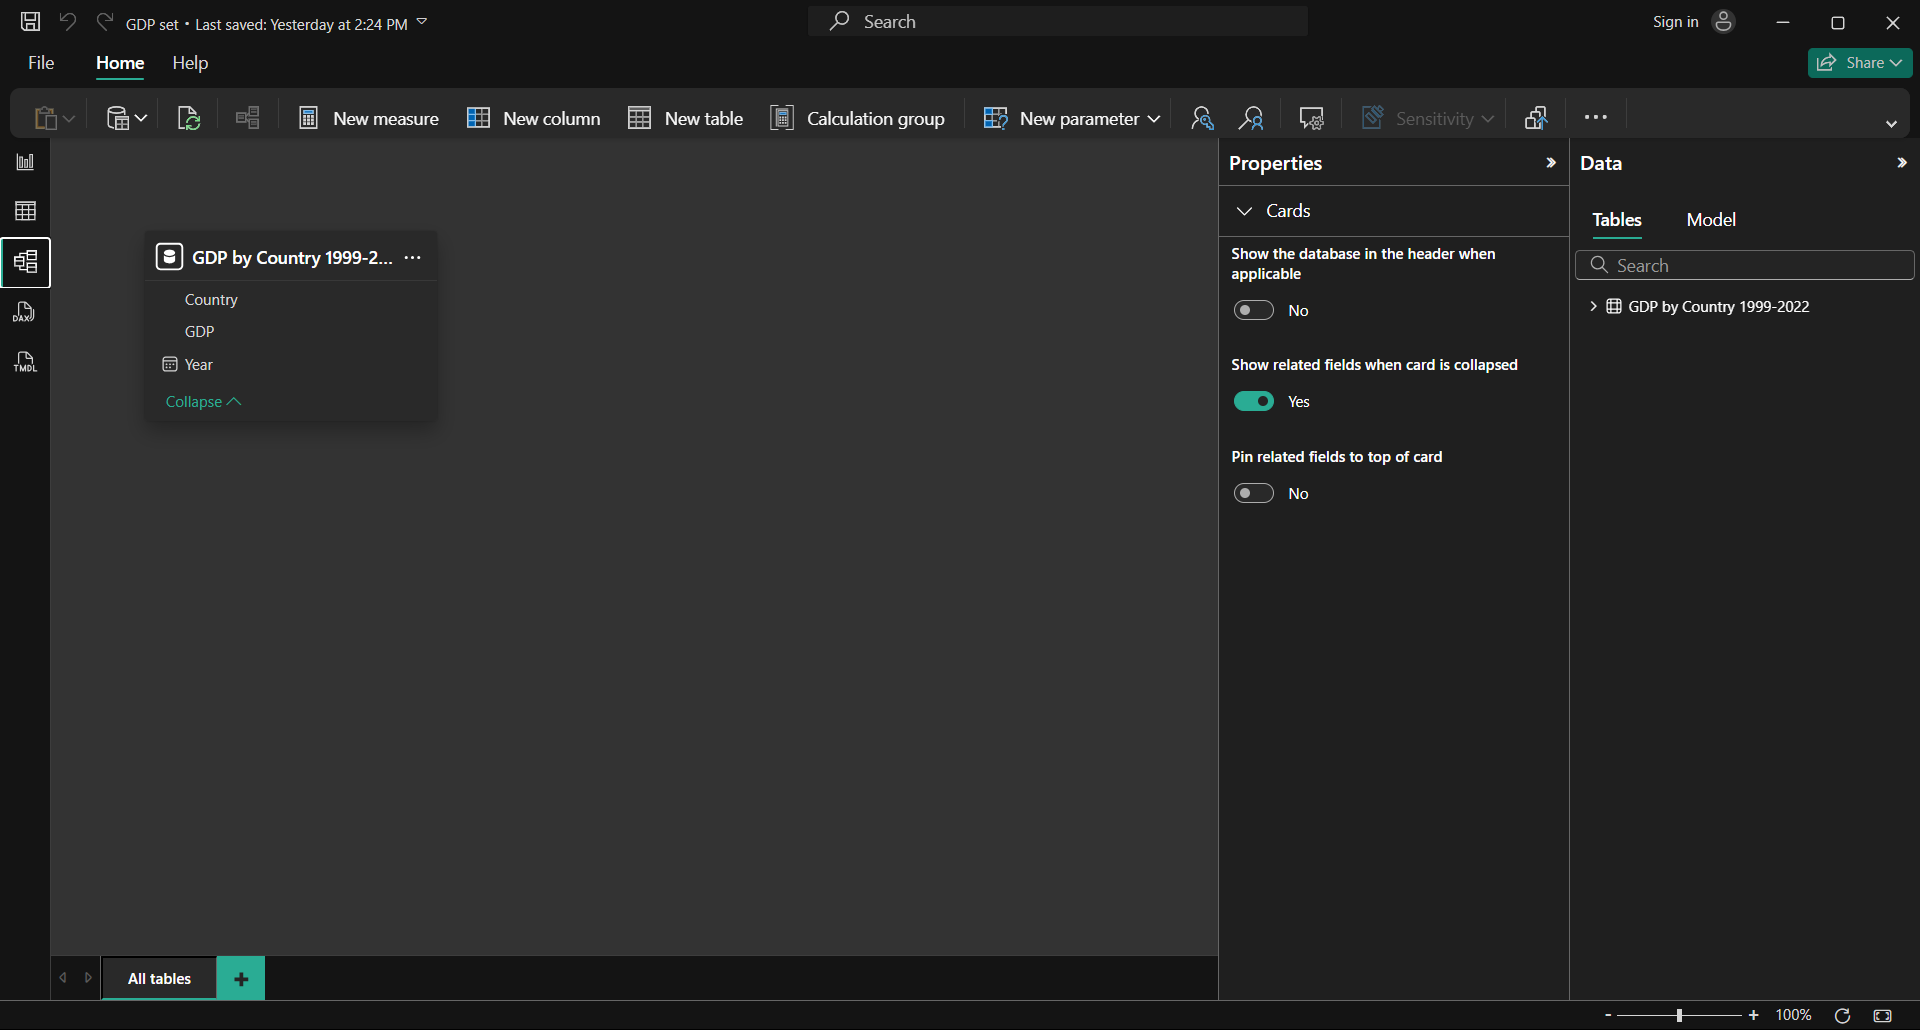 GDP set • Last saved: Yesterday at 2:24 PM
Search
Sign in
File
Home
Help
Share
New measure
New column
New table
Calculation group
New parameter
Sensitivity
Properties
Data
Cards
Tables
Model
Show the database in the header when
applicable
No
Search
GDP by Country 1999-2022
GDP by Country 1999-2...
Country
GDP
Year
Collapse
Show related fields when card is collapsed
Yes
Pin related fields to top of card
No
DAX
TMDL
All tables
100%